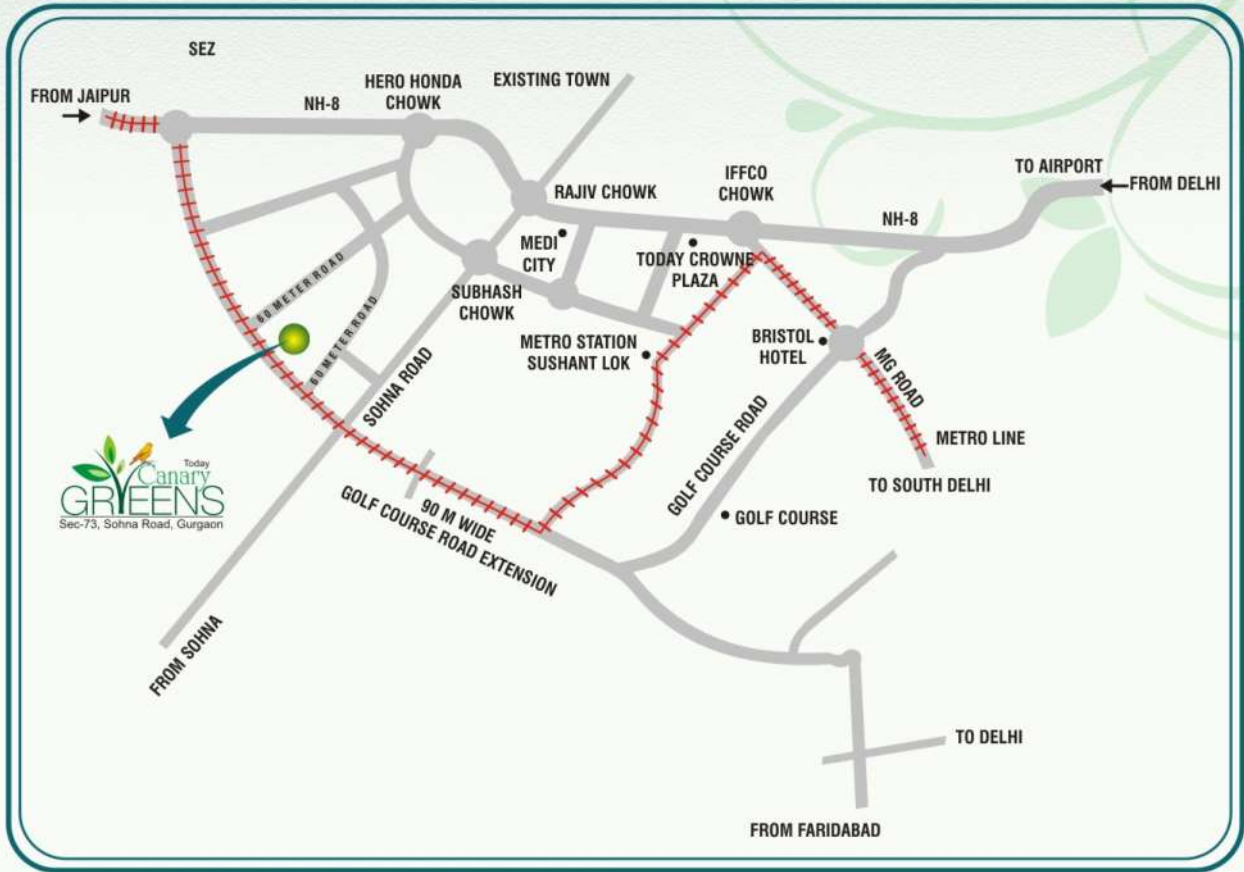 SEZ
FROM JAIPUR
NH-8
HERO HONDA
CHOWK
EXISTING TOWN
RAJIV CHOWK
IFFCO
CHOWK
TO AIRPORT
FROM DELHI
NH-8
MEDI
CITY
TODAY CROWNE
PLAZA
60 METER ROAD
60 METER ROAD
SUBHASH
CHOWK
METRO STATION
SUSHANT LOK
BRISTOL
HOTEL
MG ROAD
SOHNA ROAD
GOLF COURSE ROAD
METRO LINE
TO SOUTH DELHI
Today
Canary
GREENS
Sec-73, Sohna Road, Gurgaon
90 M WIDE
GOLF COURSE ROAD EXTENSION
GOLF COURSE
FROM SOHNA
TO DELHI
FROM FARIDABAD